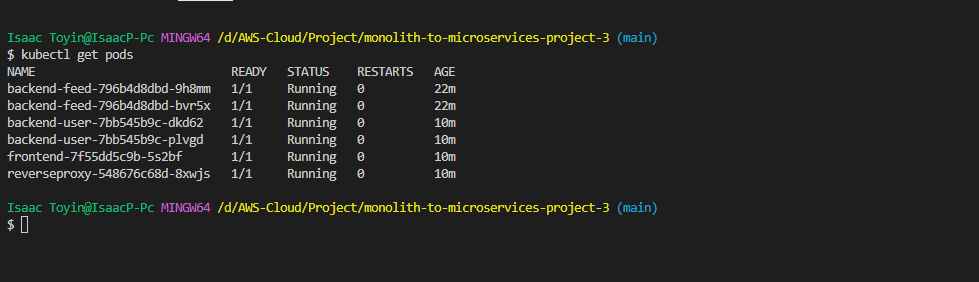 Isaac Toyin@IsaacP-Pc MINGW64 /d/AWS-Cloud/Project/monolith-to-microservices-project-3 (main)
$ kubectl get pods
NAME READY STATUS RESTARTS AGE
backend-feed-796b4d8dbd-9h8mm 1/1 Running 0 22m
backend-feed-796b4d8dbd-bvr5x 1/1 Running 0 22m
backend-user-7bb545b9c-dkd62 1/1 Running 0 10m
backend-user-7bb545b9c-plvgd 1/1 Running 0 10m
frontend-7f55dd5c9b-5s2bf 1/1 Running 0 10m
reverseproxy-548676c68d-8xwjs 1/1 Running 0 10m
Isaac Toyin@IsaacP-Pc MINGW64 /d/AWS-Cloud/Project/monolith-to-microservices-project-3 (main)
$